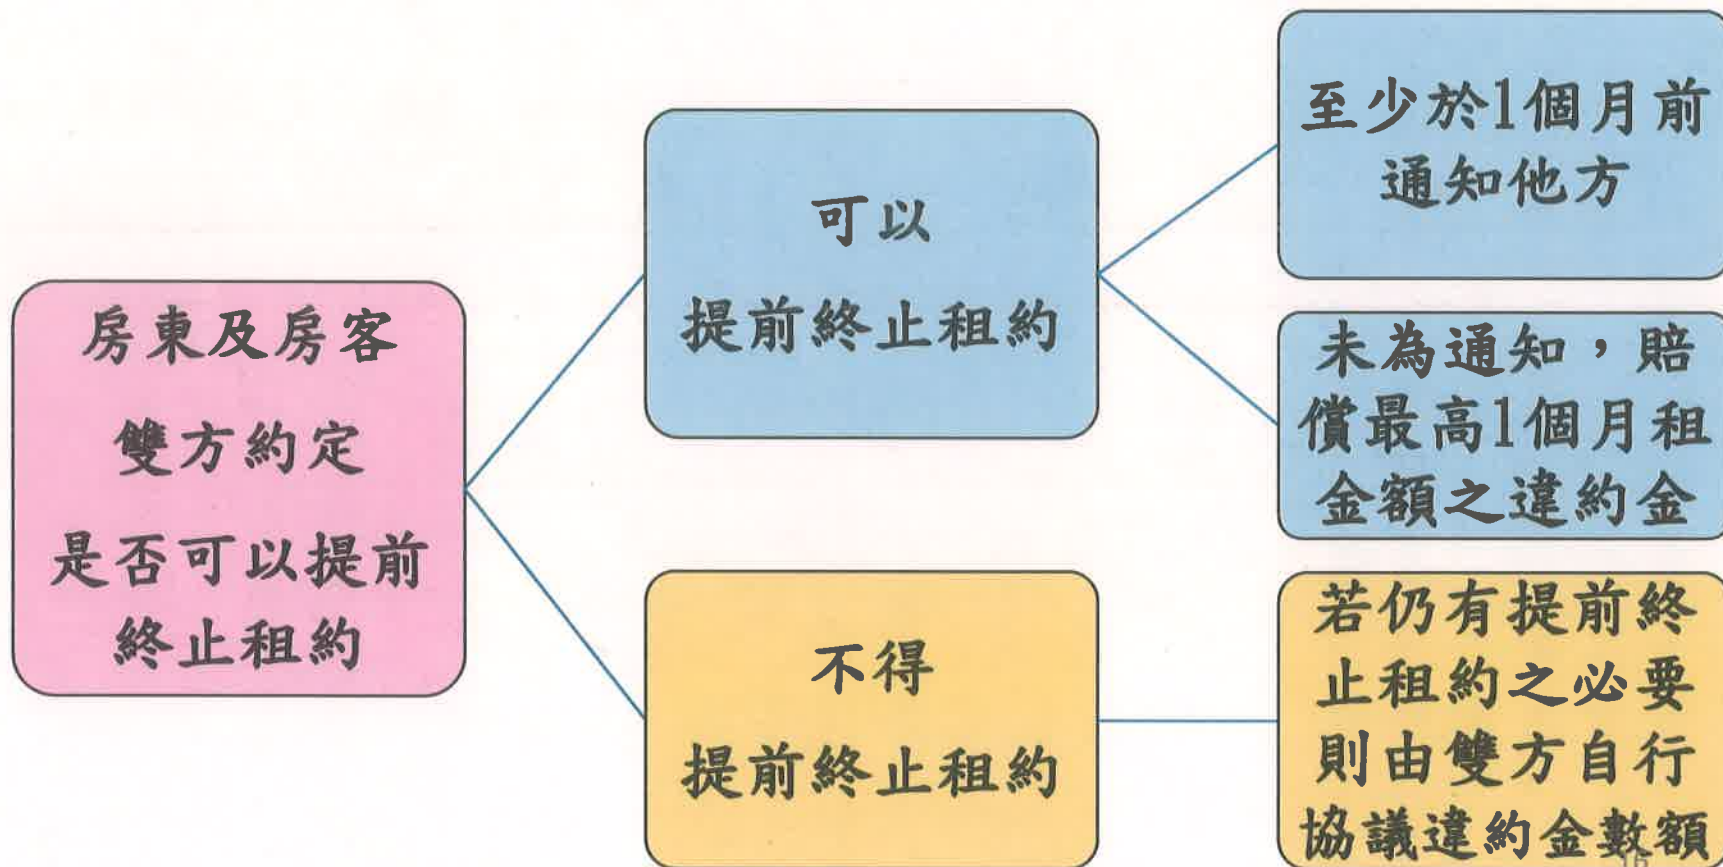 房東及房客
雙方約定
是否可以提前
終止租約
可以
提前終止租約
至少於1個月前
通知他方
未為通知，賠
償最高1個月租
金額之違約金
不得
提前終止租約
若仍有提前終
止租約之必要
則由雙方自行
協議違約金數額